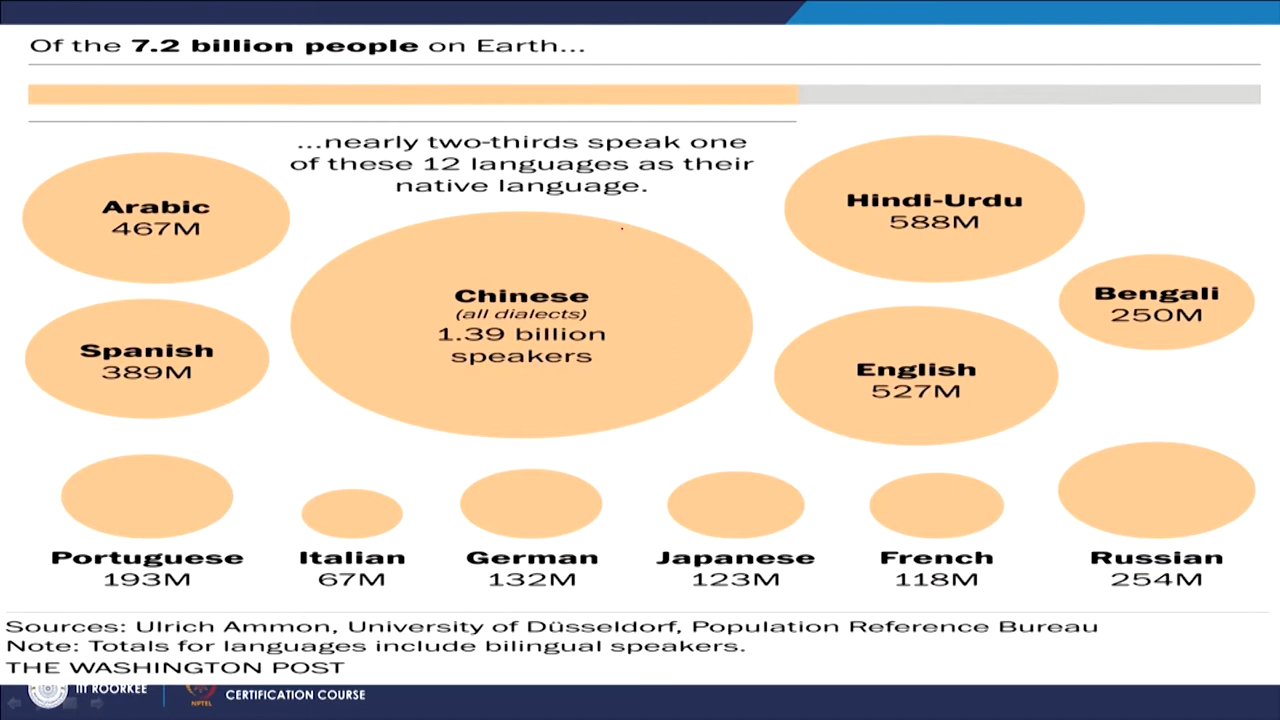 Of the 7.2 billion people on Earth...
...nearly two-thirds speak one
of these 12 languages as their
native language.
Arabic
467M
Hindi-Urdu
588M
Chinese
(all dialects)
1.39 billion
speakers
Bengali
250M
Spanish
389M
English
527M
Portuguese
193M
Italian
67M
German
132M
Japanese
123M
French
118M
Russian
254M
Sources: Ulrich Ammon, University of Düsseldorf, Population Reference Bureau
Note: Totals for languages include bilingual speakers.
THE WASHINGTON POST
IIT ROORKEE
NPTEL
CERTIFICATION COURSE